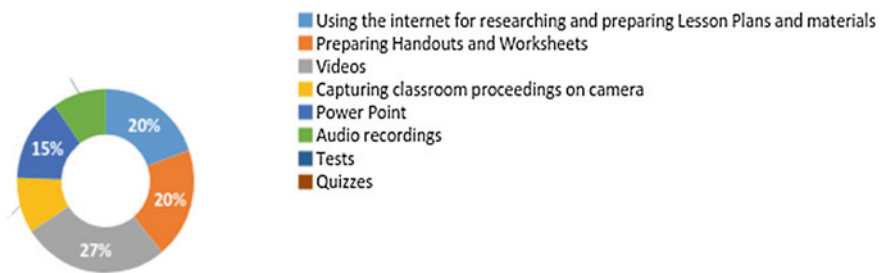 Using the internet for researching and preparing Lesson Plans and materials
Preparing Handouts and Worksheets
Videos
Capturing classroom proceedings on camera
Power Point
Audio recordings
Tests
Quizzes
20%
15%
20%
27%